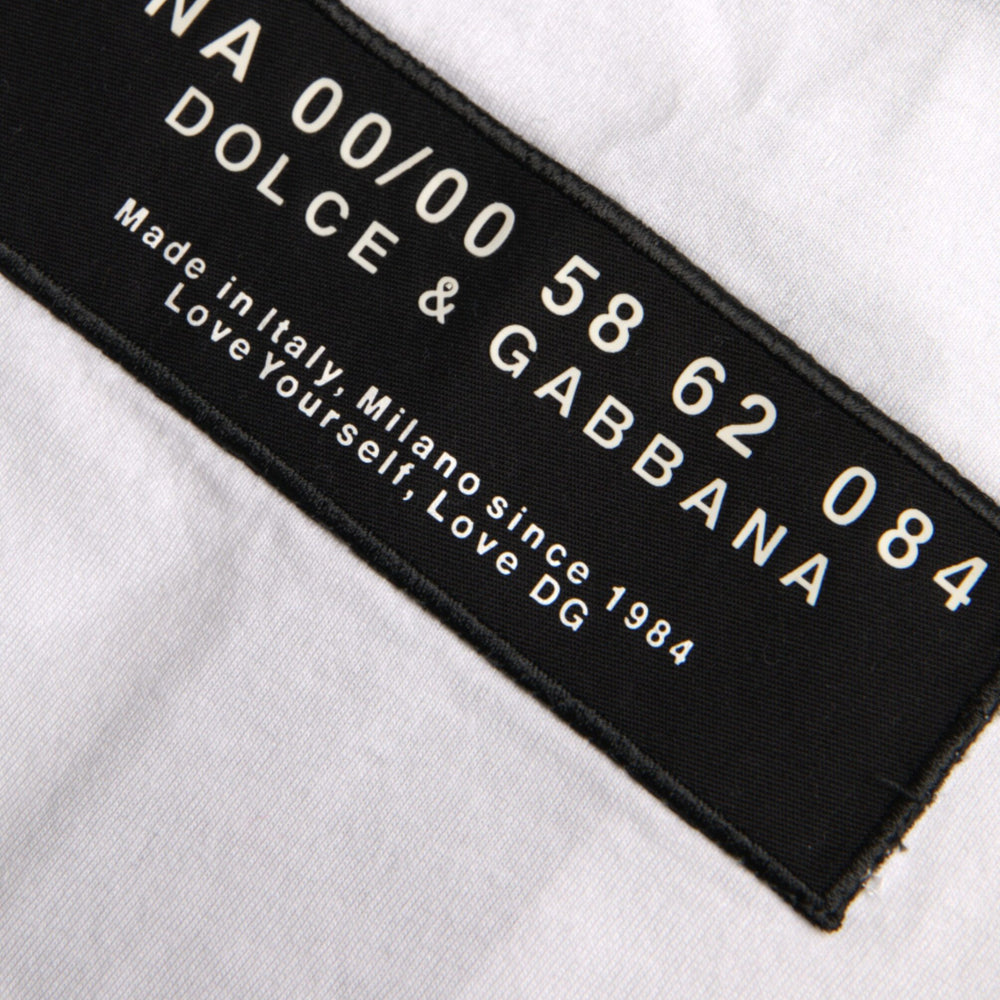 NA 00/00 58 62 084
DOLCE & GABBANA
Made in Italy, Milano since 1984
Love Yourself, Love DG